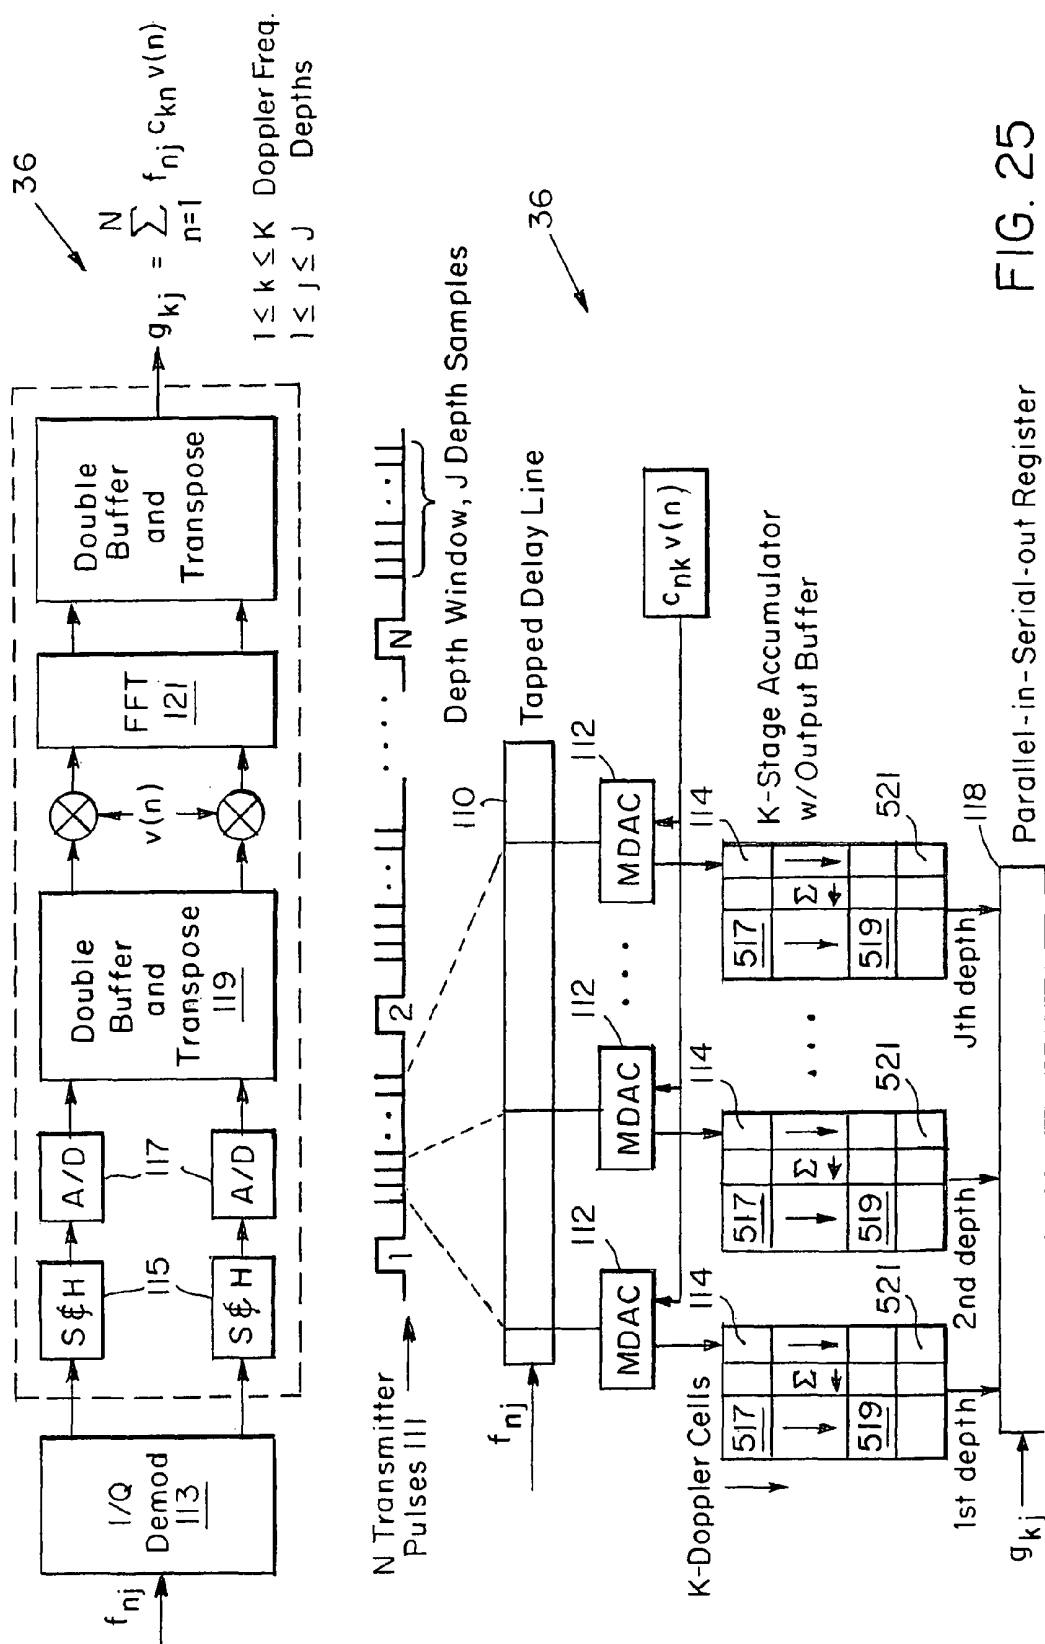 36
f_nj
I/Q
Demod
113
S&H
S&H
115
A/D
A/D
117
Double
Buffer
and
Transpose
119
v(n)
FFT
121
Double
Buffer
and
Transpose
g_kj = Σ_{n=1}^{N} f_nj c_kn v(n)
1 ≤ k ≤ K Doppler Freq.
1 ≤ j ≤ J Depths
N Transmitter
Pulses 111
1
2
N
Depth Window, J Depth Samples
f_nj
110
Tapped Delay Line
36
MDAC
112
MDAC
112
MDAC
112
c_nk v(n)
K-Doppler Cells
114
114
114
K-Stage Accumulator
w/Output Buffer
517
Σ
519
521
517
Σ
519
521
517
Σ
519
521
1st depth
2nd depth
Jth depth
118
g_kj
Parallel-in-Serial-out Register
FIG. 25